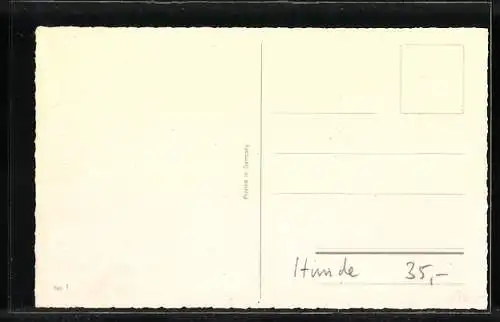 Printed in Germany
Hunde 35,-